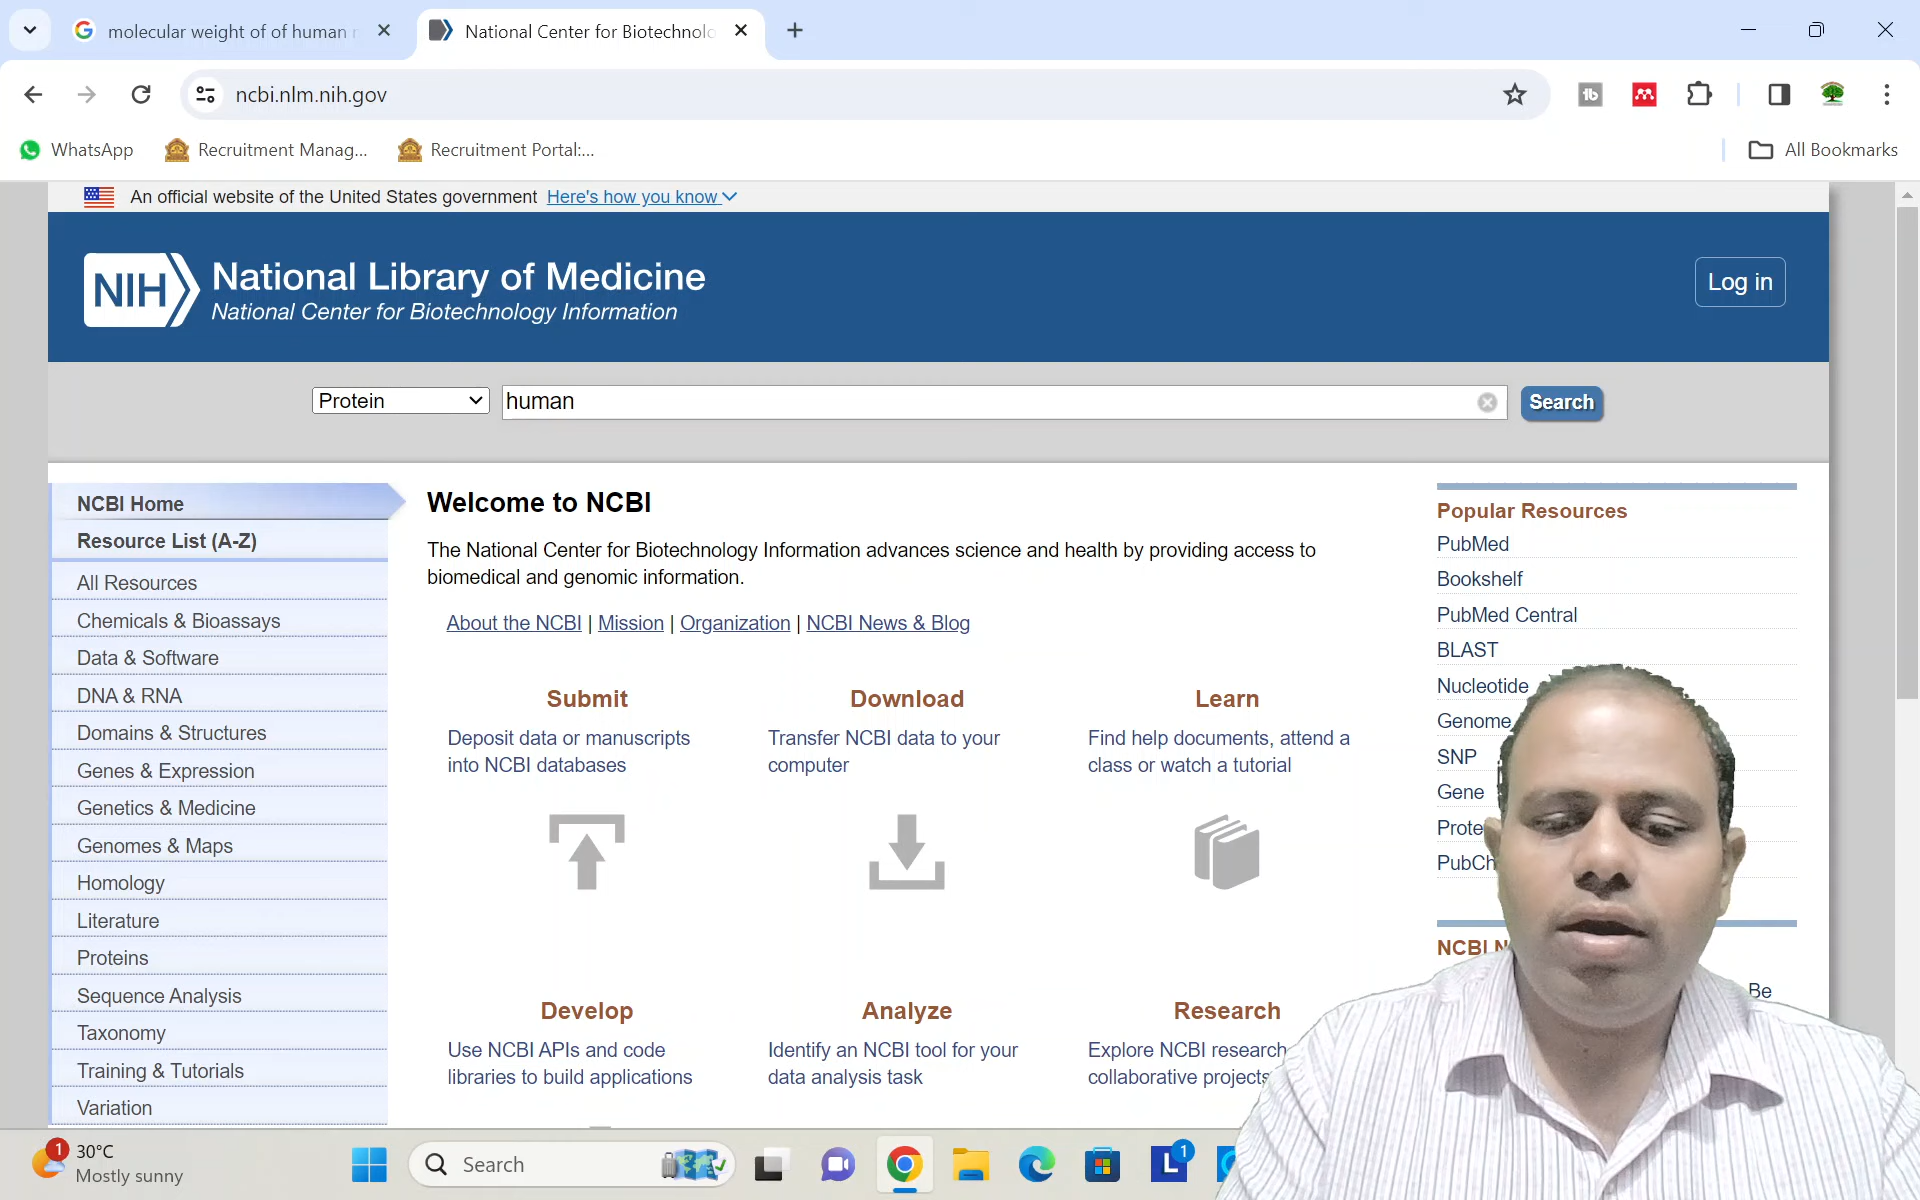 molecular weight of of human
National Center for Biotechnolo
ncbi.nlm.nih.gov
WhatsApp
Recruitment Manag...
Recruitment Portal:...
All Bookmarks
An official website of the United States government Here's how you know
NIH National Library of Medicine
National Center for Biotechnology Information
Log in
Protein
human
Search
NCBI Home
Resource List (A-Z)
All Resources
Chemicals & Bioassays
Data & Software
DNA & RNA
Domains & Structures
Genes & Expression
Genetics & Medicine
Genomes & Maps
Homology
Literature
Proteins
Sequence Analysis
Taxonomy
Training & Tutorials
Variation
Welcome to NCBI
The National Center for Biotechnology Information advances science and health by providing access to
biomedical and genomic information.
About the NCBI | Mission | Organization | NCBI News & Blog
Submit
Deposit data or manuscripts
into NCBI databases
Download
Transfer NCBI data to your
computer
Learn
Find help documents, attend a
class or watch a tutorial
Develop
Use NCBI APIs and code
libraries to build applications
Analyze
Identify an NCBI tool for your
data analysis task
Research
Explore NCBI research
collaborative projects
Popular Resources
PubMed
Bookshelf
PubMed Central
BLAST
Nucleotide
Genome
SNP
Gene
Prote
PubCh
NCBI N
Be
1
30°C
Mostly sunny
Search
L
1